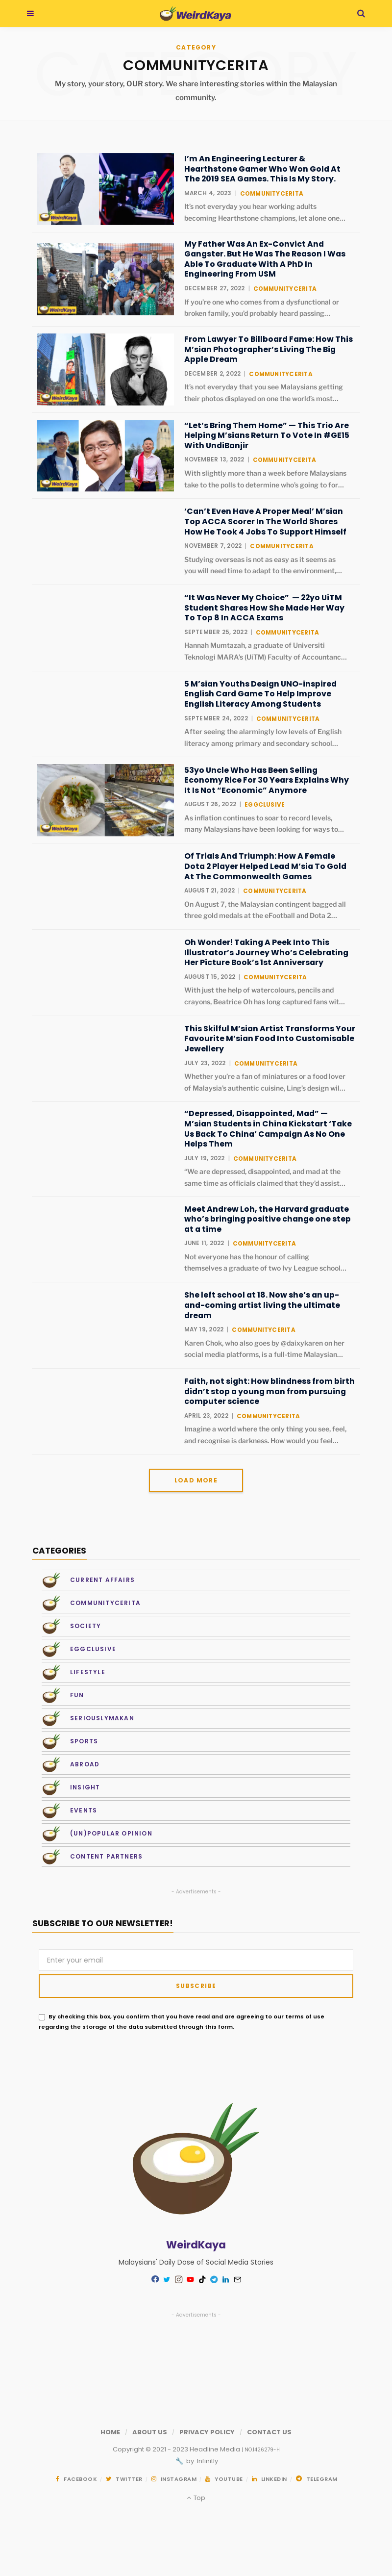 WeirdKaya
CATEGORY
CATEGORY
COMMUNITYCERITA
My story, your story, OUR story. We share interesting stories within the Malaysian
community.
I'm An Engineering Lecturer &
Hearthstone Gamer Who Won Gold At
The 2019 SEA Games. This Is My Story.
MARCH 4, 2023 | COMMUNITYCERITA
It's not everyday you hear working adults
becoming Hearthstone champions, let alone one...
WeirdKaya
My Father Was An Ex-Convict And
Gangster. But He Was The Reason I Was
Able To Graduate With A PhD In
Engineering From USM
DECEMBER 27, 2022 | COMMUNITYCERITA
If you're one who comes from a dysfunctional or
broken family, you'd probably heard passing...
WeirdKaya
From Lawyer To Billboard Fame: How This
M'sian Photographer's Living The Big
Apple Dream
DECEMBER 2, 2022 | COMMUNITYCERITA
It's not everyday that you see Malaysians getting
their photos displayed on one the world's most...
WeirdKaya
"Let's Bring Them Home" — This Trio Are
Helping M'sians Return To Vote In #GE15
With UndiBanjir
NOVEMBER 13, 2022 | COMMUNITYCERITA
With slightly more than a week before Malaysians
take to the polls to determine who's going to for...
WeirdKaya
'Can't Even Have A Proper Meal' M'sian
Top ACCA Scorer In The World Shares
How He Took 4 Jobs To Support Himself
NOVEMBER 7, 2022 | COMMUNITYCERITA
Studying overseas is not as easy as it seems as
you will need time to adapt to the environment,...
"It Was Never My Choice" — 22yo UiTM
Student Shares How She Made Her Way
To Top 8 In ACCA Exams
SEPTEMBER 25, 2022 | COMMUNITYCERITA
Hannah Mumtazah, a graduate of Universiti
Teknologi MARA's (UiTM) Faculty of Accountanc...
5 M'sian Youths Design UNO-inspired
English Card Game To Help Improve
English Literacy Among Students
SEPTEMBER 24, 2022 | COMMUNITYCERITA
After seeing the alarmingly low levels of English
literacy among primary and secondary school...
53yo Uncle Who Has Been Selling
Economy Rice For 30 Years Explains Why
It Is Not "Economic" Anymore
AUGUST 26, 2022 | EGGCLUSIVE
As inflation continues to soar to record levels,
many Malaysians have been looking for ways to...
WeirdKaya
Of Trials And Triumph: How A Female
Dota 2 Player Helped Lead M'sia To Gold
At The Commonwealth Games
AUGUST 21, 2022 | COMMUNITYCERITA
On August 7, the Malaysian contingent bagged all
three gold medals at the eFootball and Dota 2...
Oh Wonder! Taking A Peek Into This
Illustrator's Journey Who's Celebrating
Her Picture Book's 1st Anniversary
AUGUST 15, 2022 | COMMUNITYCERITA
With just the help of watercolours, pencils and
crayons, Beatrice Oh has long captured fans wit...
This Skilful M'sian Artist Transforms Your
Favourite M'sian Food Into Customisable
Jewellery
JULY 23, 2022 | COMMUNITYCERITA
Whether you're a fan of miniatures or a food lover
of Malaysia's authentic cuisine, Ling's design wil...
"Depressed, Disappointed, Mad" —
M'sian Students in China Kickstart 'Take
Us Back To China' Campaign As No One
Helps Them
JULY 19, 2022 | COMMUNITYCERITA
"We are depressed, disappointed, and mad at the
same time as officials claimed that they'd assist...
Meet Andrew Loh, the Harvard graduate
who's bringing positive change one step
at a time
JUNE 11, 2022 | COMMUNITYCERITA
Not everyone has the honour of calling
themselves a graduate of two Ivy League school...
She left school at 18. Now she's an up-
and-coming artist living the ultimate
dream
MAY 19, 2022 | COMMUNITYCERITA
Karen Chok, who also goes by @daixykaren on her
social media platforms, is a full-time Malaysian...
Faith, not sight: How blindness from birth
didn't stop a young man from pursuing
computer science
APRIL 23, 2022 | COMMUNITYCERITA
Imagine a world where the only thing you see, feel,
and recognise is darkness. How would you feel...
LOAD MORE
CATEGORIES
CURRENT AFFAIRS
COMMUNITYCERITA
SOCIETY
EGGCLUSIVE
LIFESTYLE
FUN
SERIOUSLYMAKAN
SPORTS
ABROAD
INSIGHT
EVENTS
(UN)POPULAR OPINION
CONTENT PARTNERS
- Advertisements -
SUBSCRIBE TO OUR NEWSLETTER!
Enter your email
SUBSCRIBE
By checking this box, you confirm that you have read and are agreeing to our terms of use
regarding the storage of the data submitted through this form.
WeirdKaya
Malaysians' Daily Dose of Social Media Stories
- Advertisements -
HOME / ABOUT US / PRIVACY POLICY / CONTACT US
Copyright © 2021 - 2023 Headline Media | NO1426219-H
by Infinitly
FACEBOOK / TWITTER / INSTAGRAM / YOUTUBE / LINKEDIN / TELEGRAM
Top